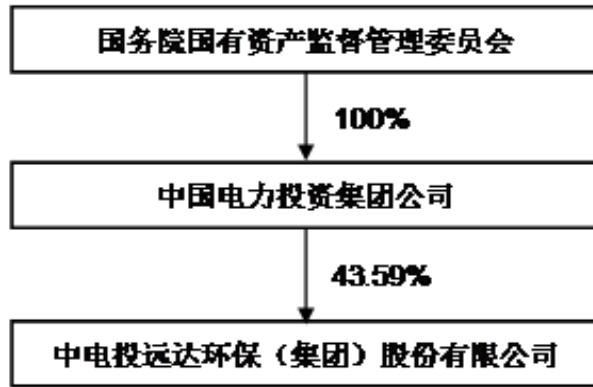 国务院国有资产监督管理委员会
100%
中国电力投资集团公司
43.59%
中电投远达环保（集团）股份有限公司